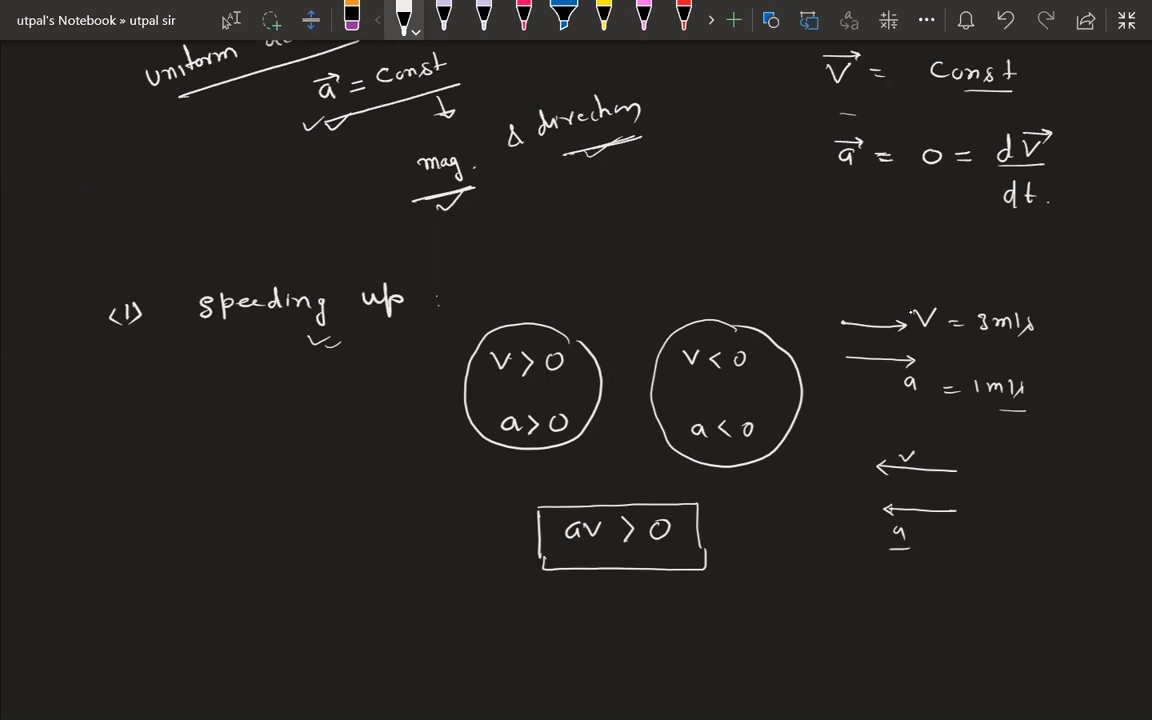 utpal's Notebook » utpal sir
uniform
a⃗ = const
mag. & direction
v⃗ = const
a⃗ = 0 = dv⃗/dt.
<1> speeding up :
v > 0
a > 0
v < 0
a < 0
av > 0
v = 3m/s
a = 1m/s
v
a